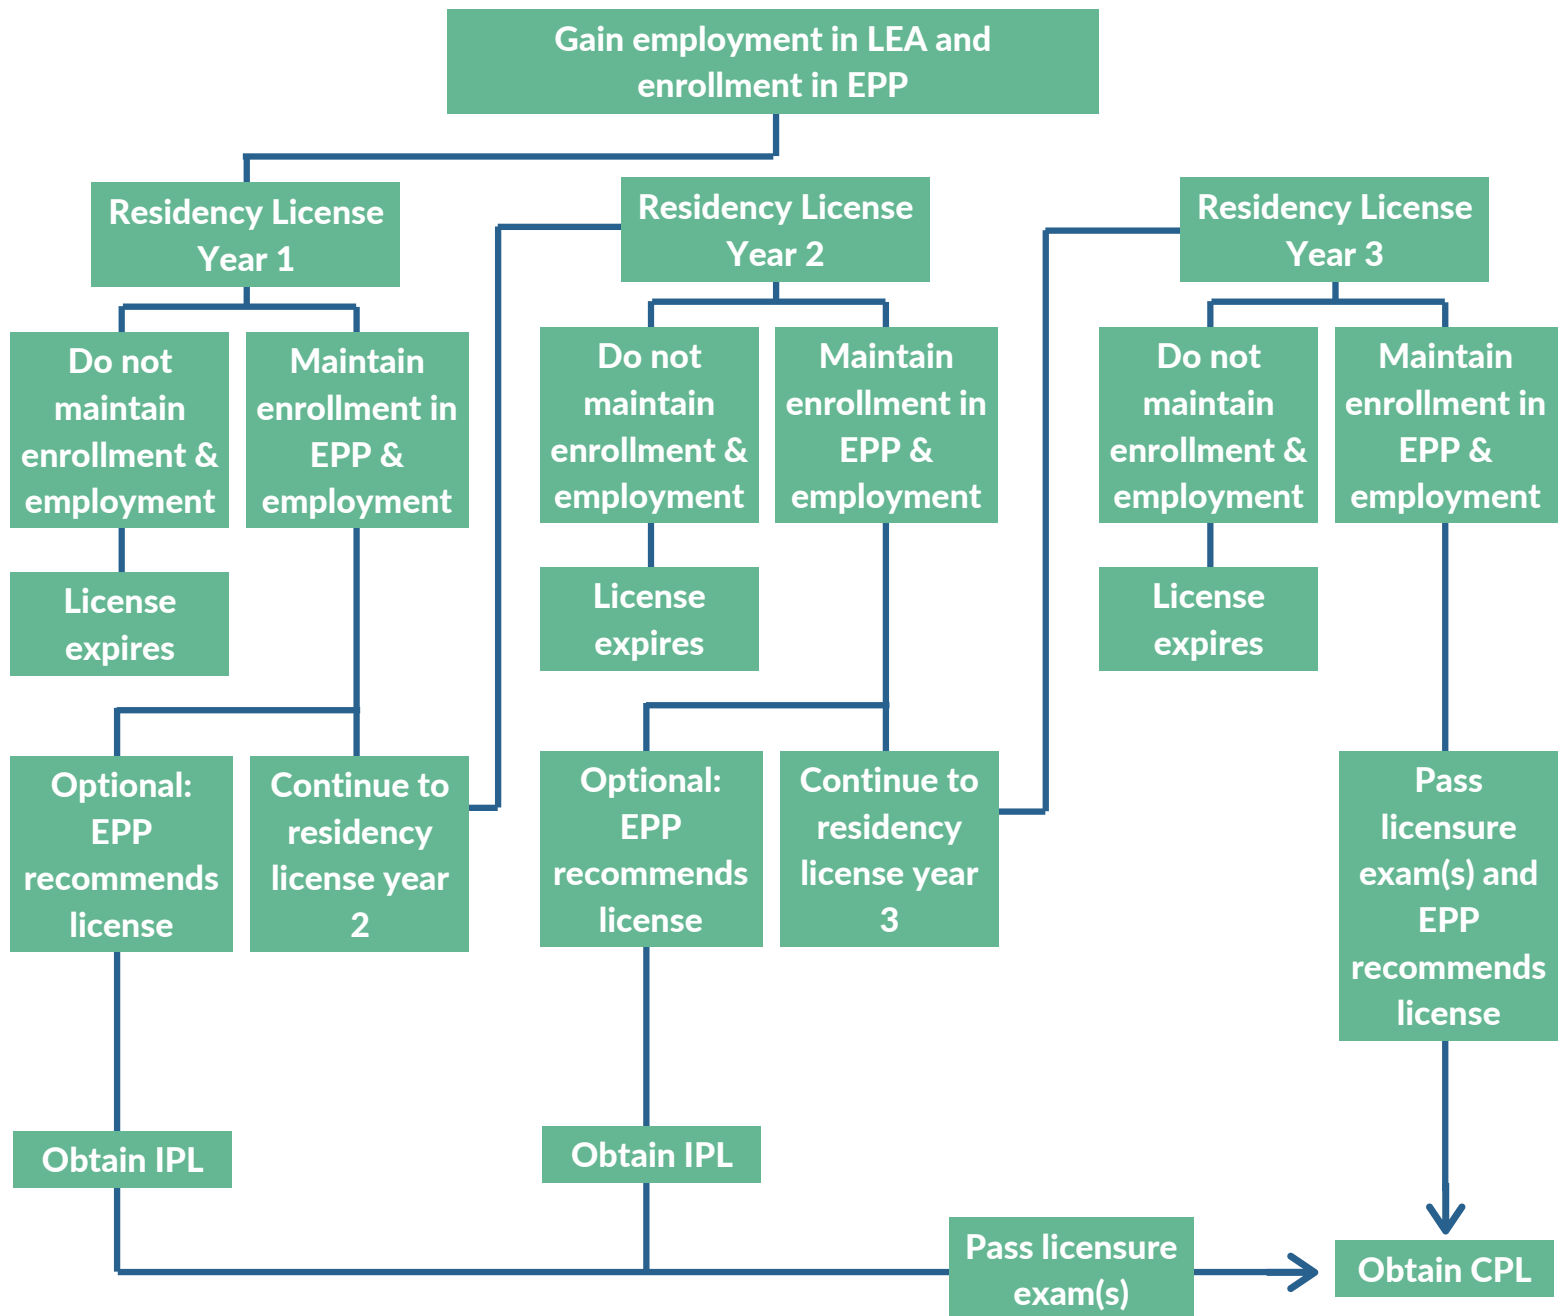 Gain employment in LEA and
enrollment in EPP
Residency License
Year 1
Do not
maintain
enrollment &
employment
License
expires
Maintain
enrollment in
EPP &
employment
Optional:
EPP
recommends
license
Obtain IPL
Continue to
residency
license year
2
Residency License
Year 2
Do not
maintain
enrollment &
employment
License
expires
Maintain
enrollment in
EPP &
employment
Optional:
EPP
recommends
license
Obtain IPL
Continue to
residency
license year
3
Residency License
Year 3
Do not
maintain
enrollment &
employment
License
expires
Maintain
enrollment in
EPP &
employment
Pass
licensure
exam(s) and
EPP
recommends
license
Pass licensure
exam(s)
Obtain CPL